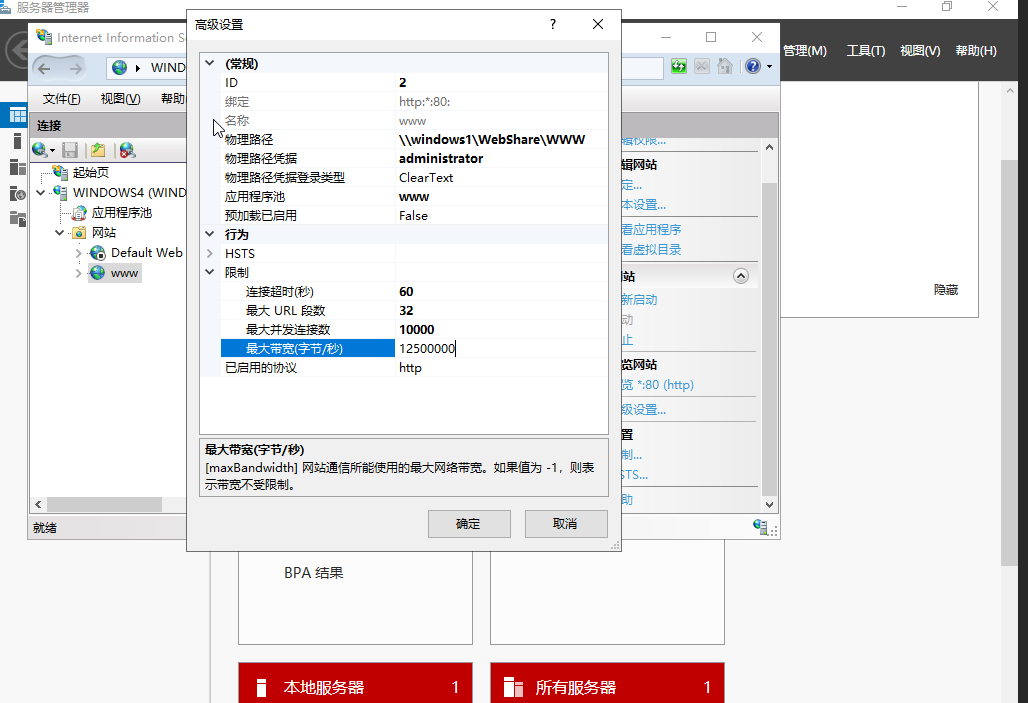 服务器管理器
管理(M) 工具(T) 视图(V) 帮助(H)
Internet Information S
WIND
文件(F) 视图(V) 帮助
连接
起始页
WINDOWS4 (WIND
应用程序池
网站
Default Web
www
就绪
高级设置
?
(常规)
ID 2
绑定 http:*:80:
名称 www
物理路径 \\windows1\WebShare\WWW
物理路径凭据 administrator
物理路径凭据登录类型 ClearText
应用程序池 www
预加载已启用 False
行为
HSTS
限制
连接超时(秒) 60
最大 URL 段数 32
最大并发连接数 10000
最大带宽(字节/秒) 12500000
已启用的协议 http
最大带宽(字节/秒)
[maxBandwidth] 网站通信所能使用的最大网络带宽。如果值为 -1，则表
示带宽不受限制。
确定 取消
辑权限...
辑网站
定...
本设置...
看应用程序
看虚拟目录
站
新启动
动
止
览网站
览 *:80 (http)
级设置...
置
制...
STS...
助
隐藏
BPA 结果
本地服务器 1
所有服务器 1